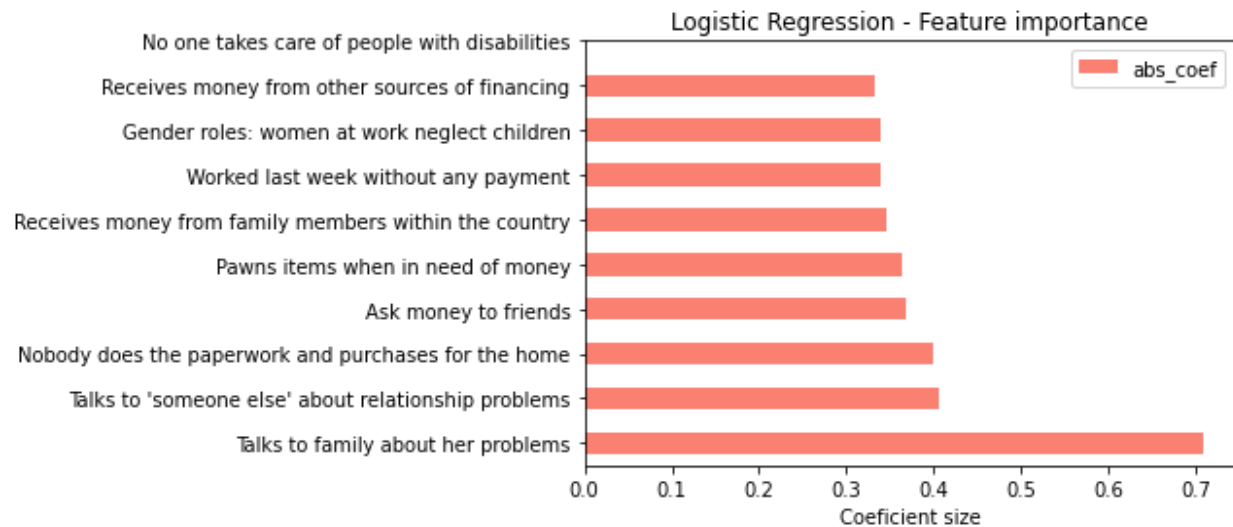 Logistic Regression - Feature importance
abs_coef
No one takes care of people with disabilities
Receives money from other sources of financing
Gender roles: women at work neglect children
Worked last week without any payment
Receives money from family members within the country
Pawns items when in need of money
Ask money to friends
Nobody does the paperwork and purchases for the home
Talks to 'someone else' about relationship problems
Talks to family about her problems
0.0 0.1 0.2 0.3 0.4 0.5 0.6 0.7
Coeficient size